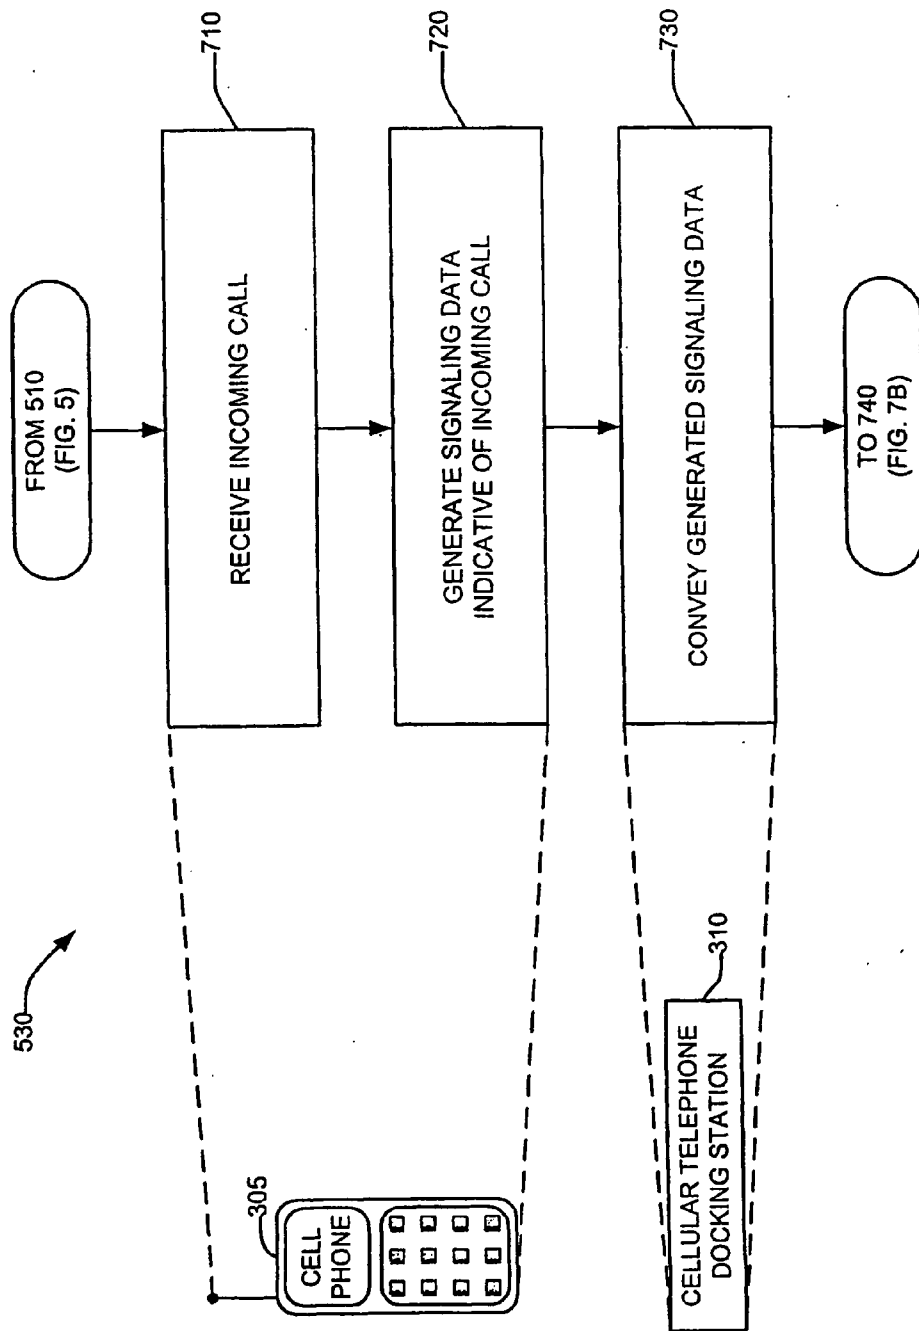 530
FROM 510
(FIG. 5)
305
CELL
PHONE
RECEIVE INCOMING CALL
710
GENERATE SIGNALING DATA
INDICATIVE OF INCOMING CALL
720
310
CELLULAR TELEPHONE
DOCKING STATION
CONVEY GENERATED SIGNALING DATA
730
TO 740
(FIG. 7B)